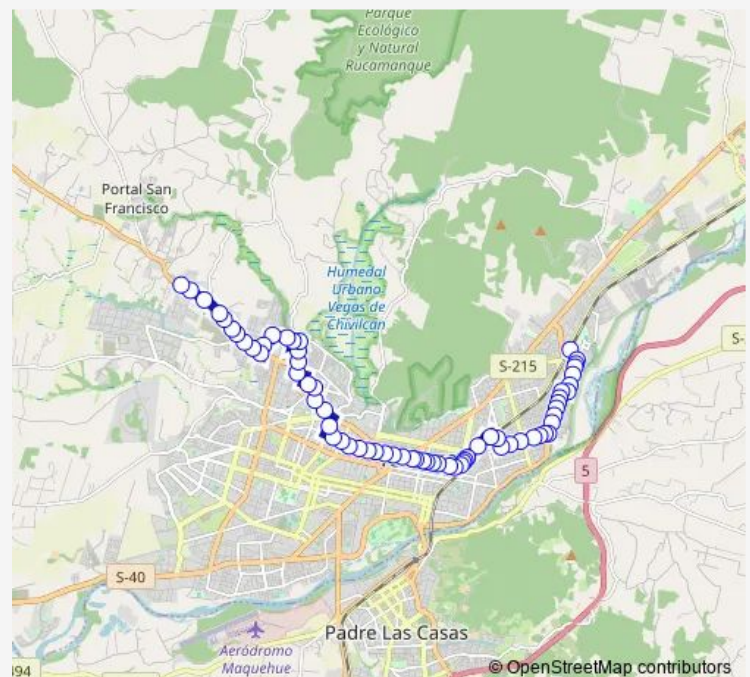 Parque
Ecológico
y Natural
Rucamanque
Portal San
Francisco
Humedal
Urbano
Vegas de
Chivilcán
S-215
S-
5
S-40
Padre Las Casas
Aeródromo
Maquehue
194
© OpenStreetMap contributors